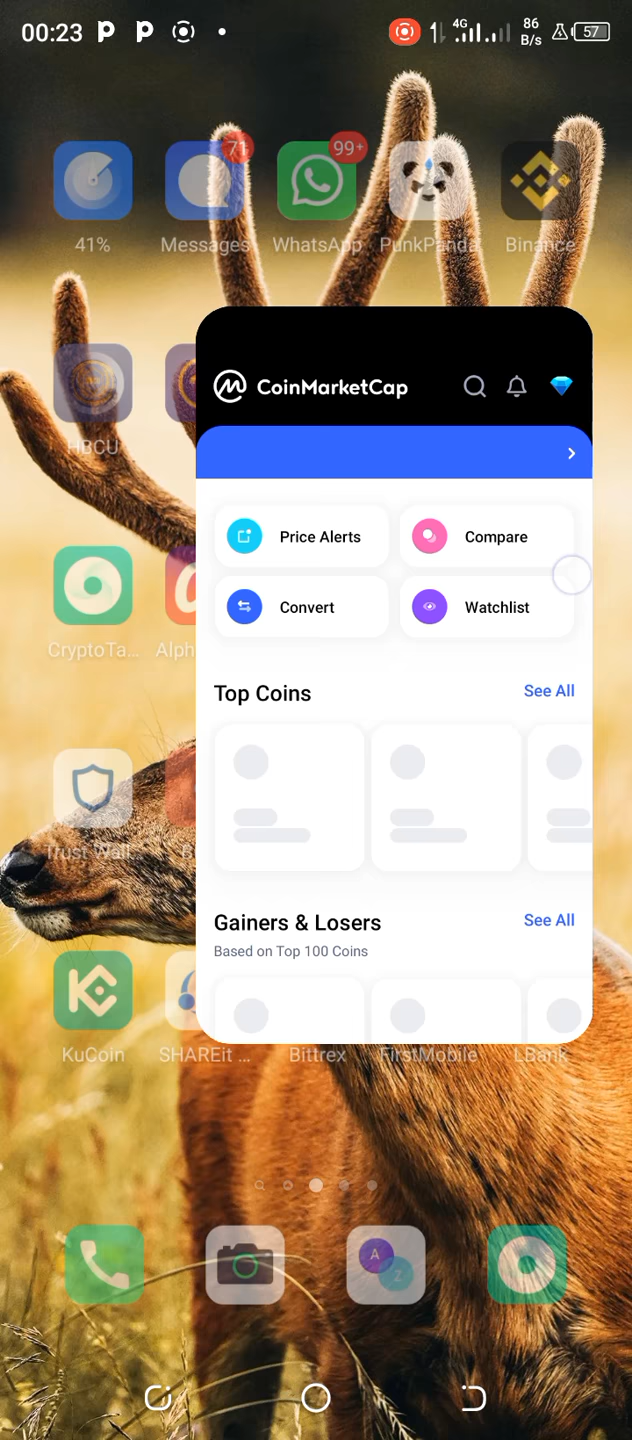 00:23
4G
86
B/s
57
71
99+
41%
Messages
WhatsApp
PunkPanda
Binance
HBCU
CoinMarketCap
Price Alerts
Compare
Convert
Watchlist
CryptoTa...
Alph
Top Coins
See All
Trust Wall...
Gainers & Losers
See All
Based on Top 100 Coins
KuCoin
SHAREit ...
Bittrex
FirstMobile
LBank
A
Z